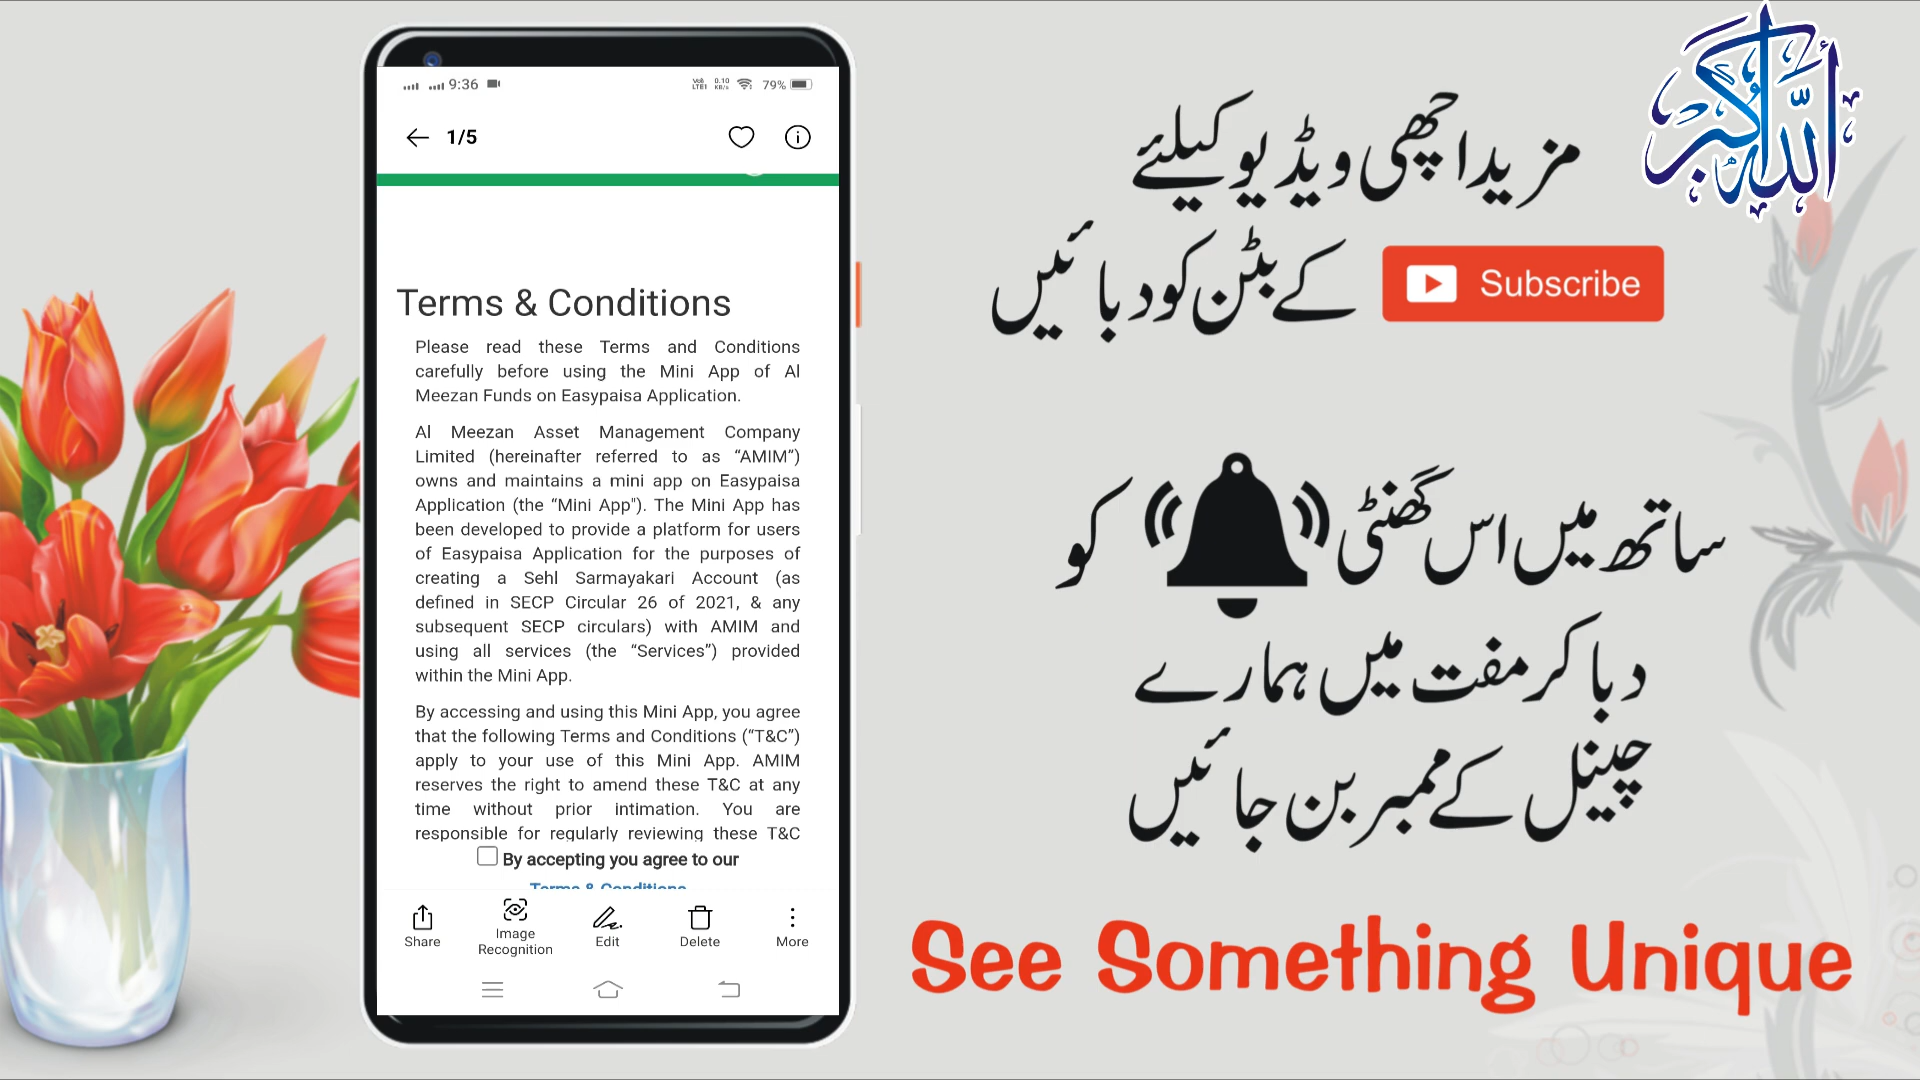 9:36
VoB
LTE1
0.10
KB/s
79%
1/5
Terms & Conditions
Please read these Terms and Conditions
carefully before using the Mini App of Al
Meezan Funds on Easypaisa Application.
Al Meezan Asset Management Company
Limited (hereinafter referred to as “AMIM”)
owns and maintains a mini app on Easypaisa
Application (the “Mini App"). The Mini App has
been developed to provide a platform for users
of Easypaisa Application for the purposes of
creating a Sehl Sarmayakari Account (as
defined in SECP Circular 26 of 2021, & any
subsequent SECP circulars) with AMIM and
using all services (the “Services”) provided
within the Mini App.
By accessing and using this Mini App, you agree
that the following Terms and Conditions (“T&C”)
apply to your use of this Mini App. AMIM
reserves the right to amend these T&C at any
time without prior intimation. You are
responsible for regularly reviewing these T&C
By accepting you agree to our
Terms & Conditions
Share
Image
Recognition
Edit
Delete
More
الله أكبر
مزید اچھی ویڈیو کیلئے
Subscribe کے بٹن کو دبائیں
ساتھ میں اس گھنٹی کو
دبا کر مفت میں ہمارے
چینل کے ممبر بن جائیں
See Something Unique